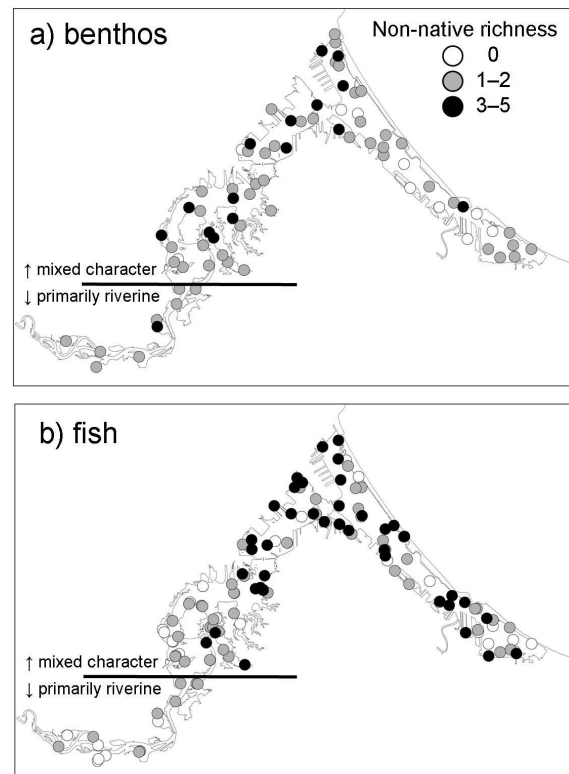 a) benthos
Non-native richness
0
1–2
3–5
↑ mixed character
↓ primarily riverine
b) fish
↑ mixed character
↓ primarily riverine